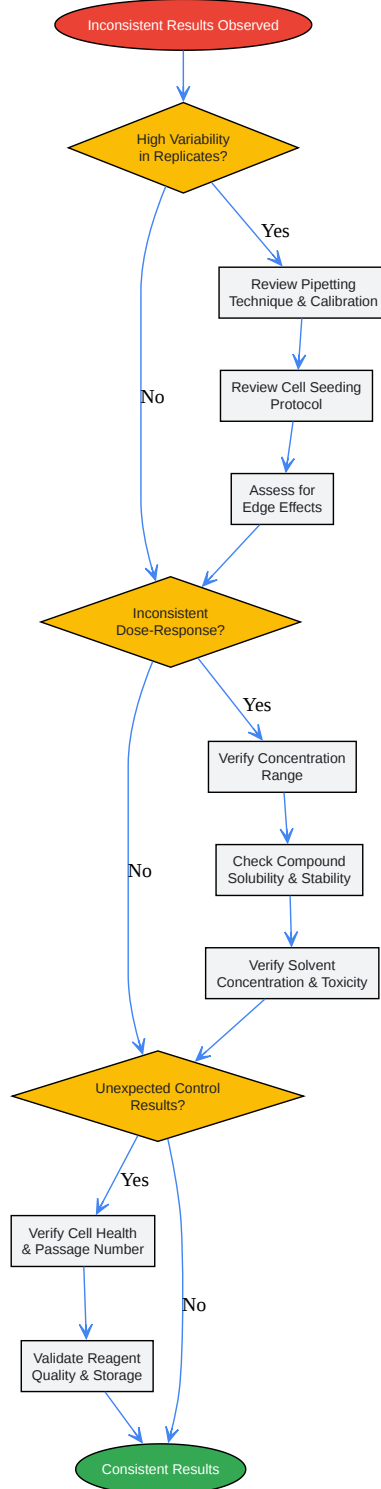 Inconsistent Results Observed
High Variability
in Replicates?
Yes
Review Pipetting
Technique & Calibration
No
Review Cell Seeding
Protocol
Assess for
Edge Effects
Inconsistent
Dose-Response?
Yes
Verify Concentration
Range
No
Check Compound
Solubility & Stability
Verify Solvent
Concentration & Toxicity
Unexpected Control
Results?
Yes
Verify Cell Health
& Passage Number
No
Validate Reagent
Quality & Storage
Consistent Results